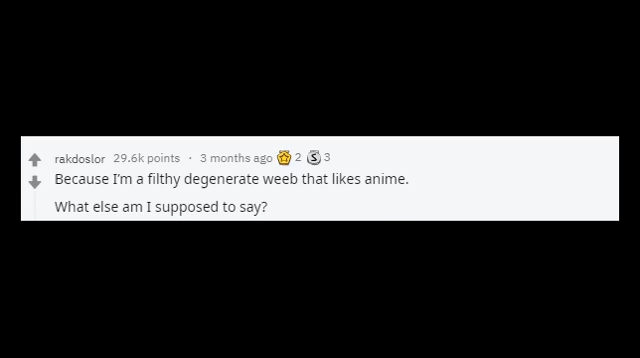 rakdoslor 29.6k points · 3 months ago 2 S 3
Because I'm a filthy degenerate weeb that likes anime.
What else am I supposed to say?